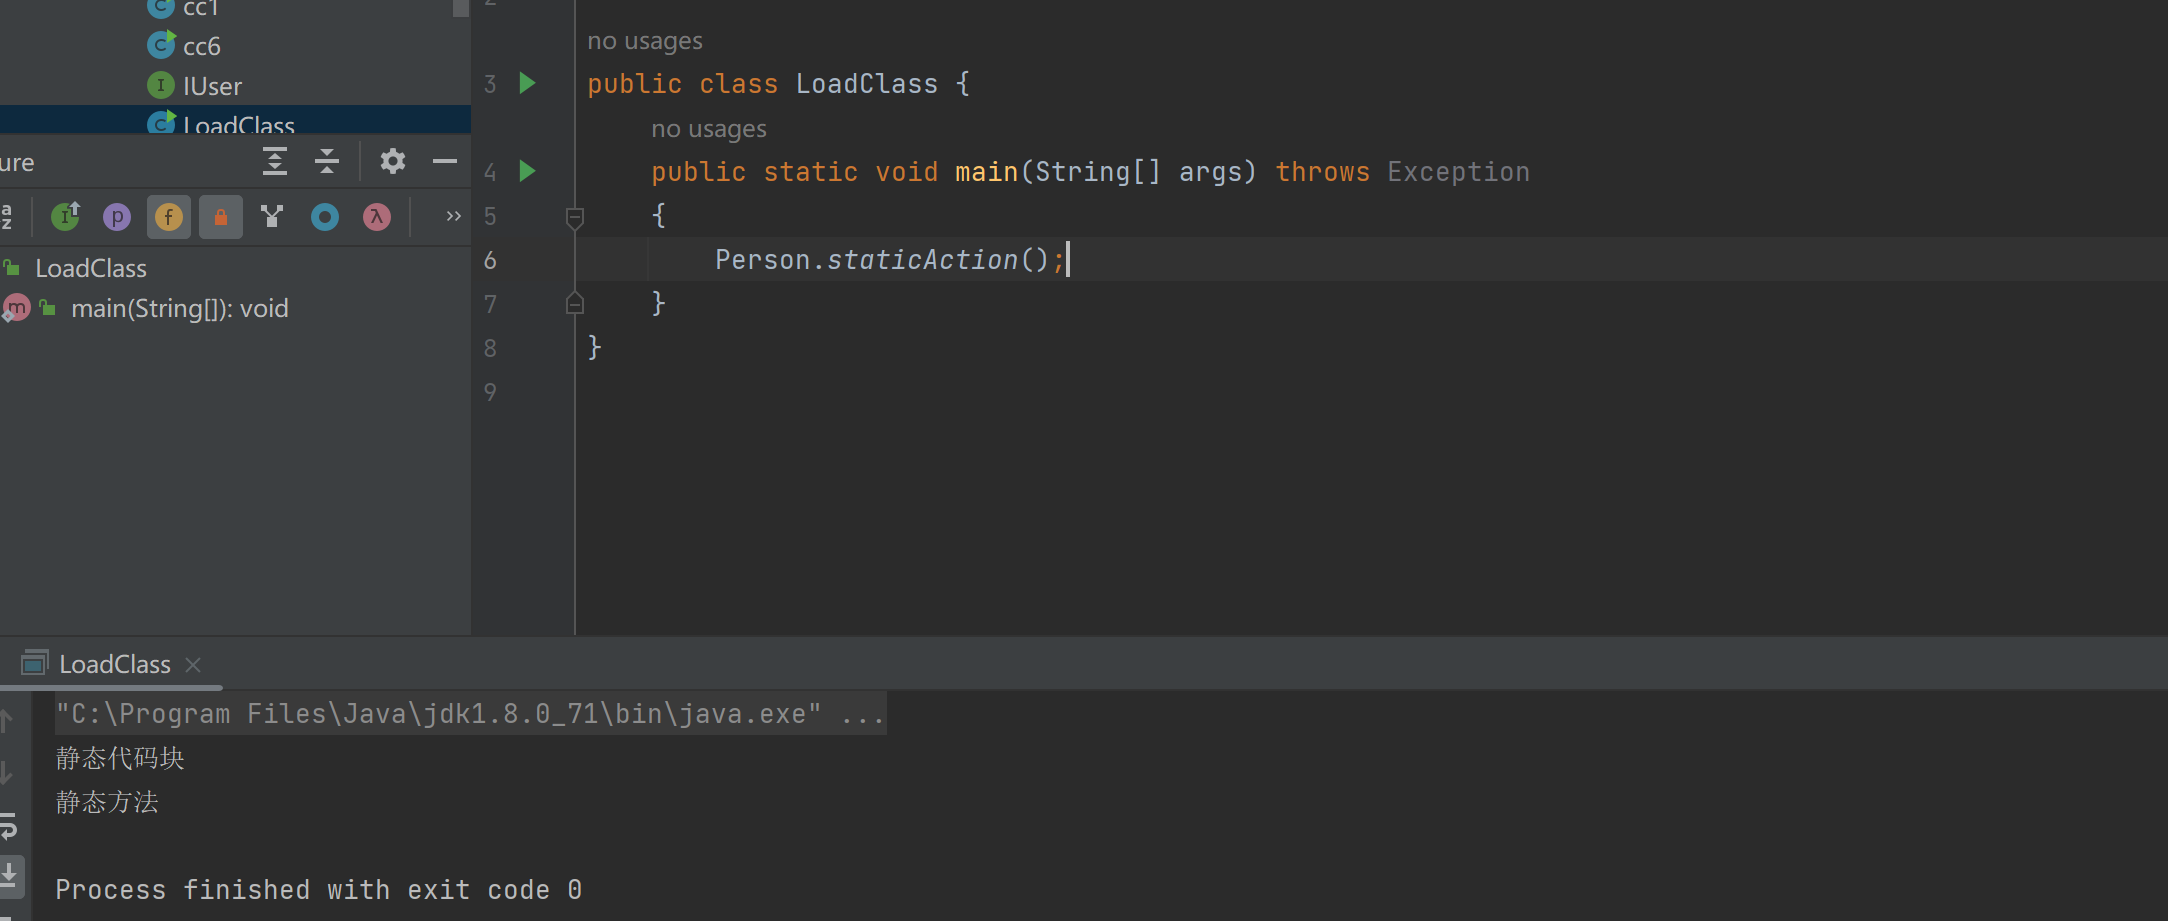 cc1
cc6
IUser
LoadClass
ure
LoadClass
main(String[]): void
2
no usages
3 public class LoadClass {
no usages
4 public static void main(String[] args) throws Exception
5 {
6 Person.staticAction();
7 }
8 }
9
LoadClass
"C:\Program Files\Java\jdk1.8.0_71\bin\java.exe" ...
静态代码块
静态方法
Process finished with exit code 0